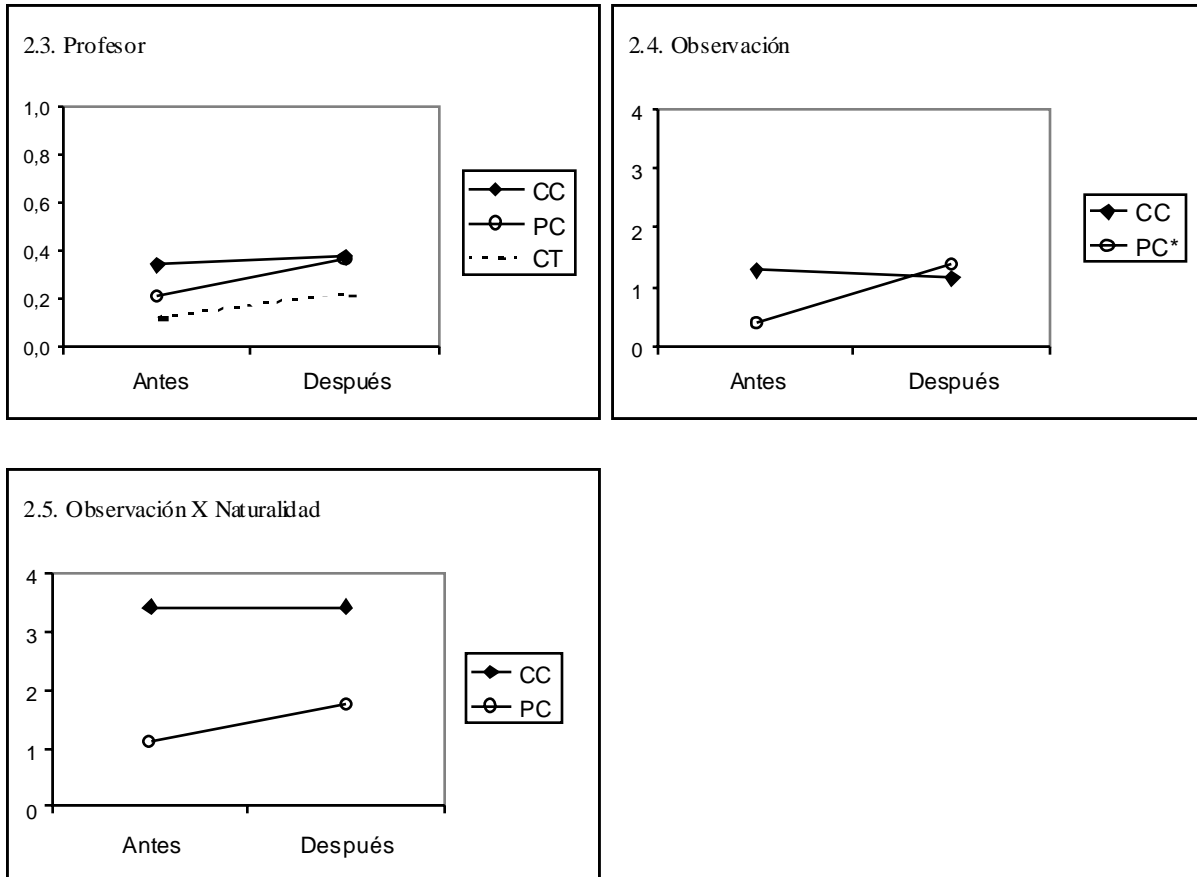 2.3. Profesor
1,0
0,8
0,6
0,4
0,2
0,0
Antes Después
CC
PC
CT
2.4. Observación
4
3
2
1
0
Antes Después
CC
PC*
2.5. Observación X Naturalidad
4
3
2
1
0
Antes Después
CC
PC